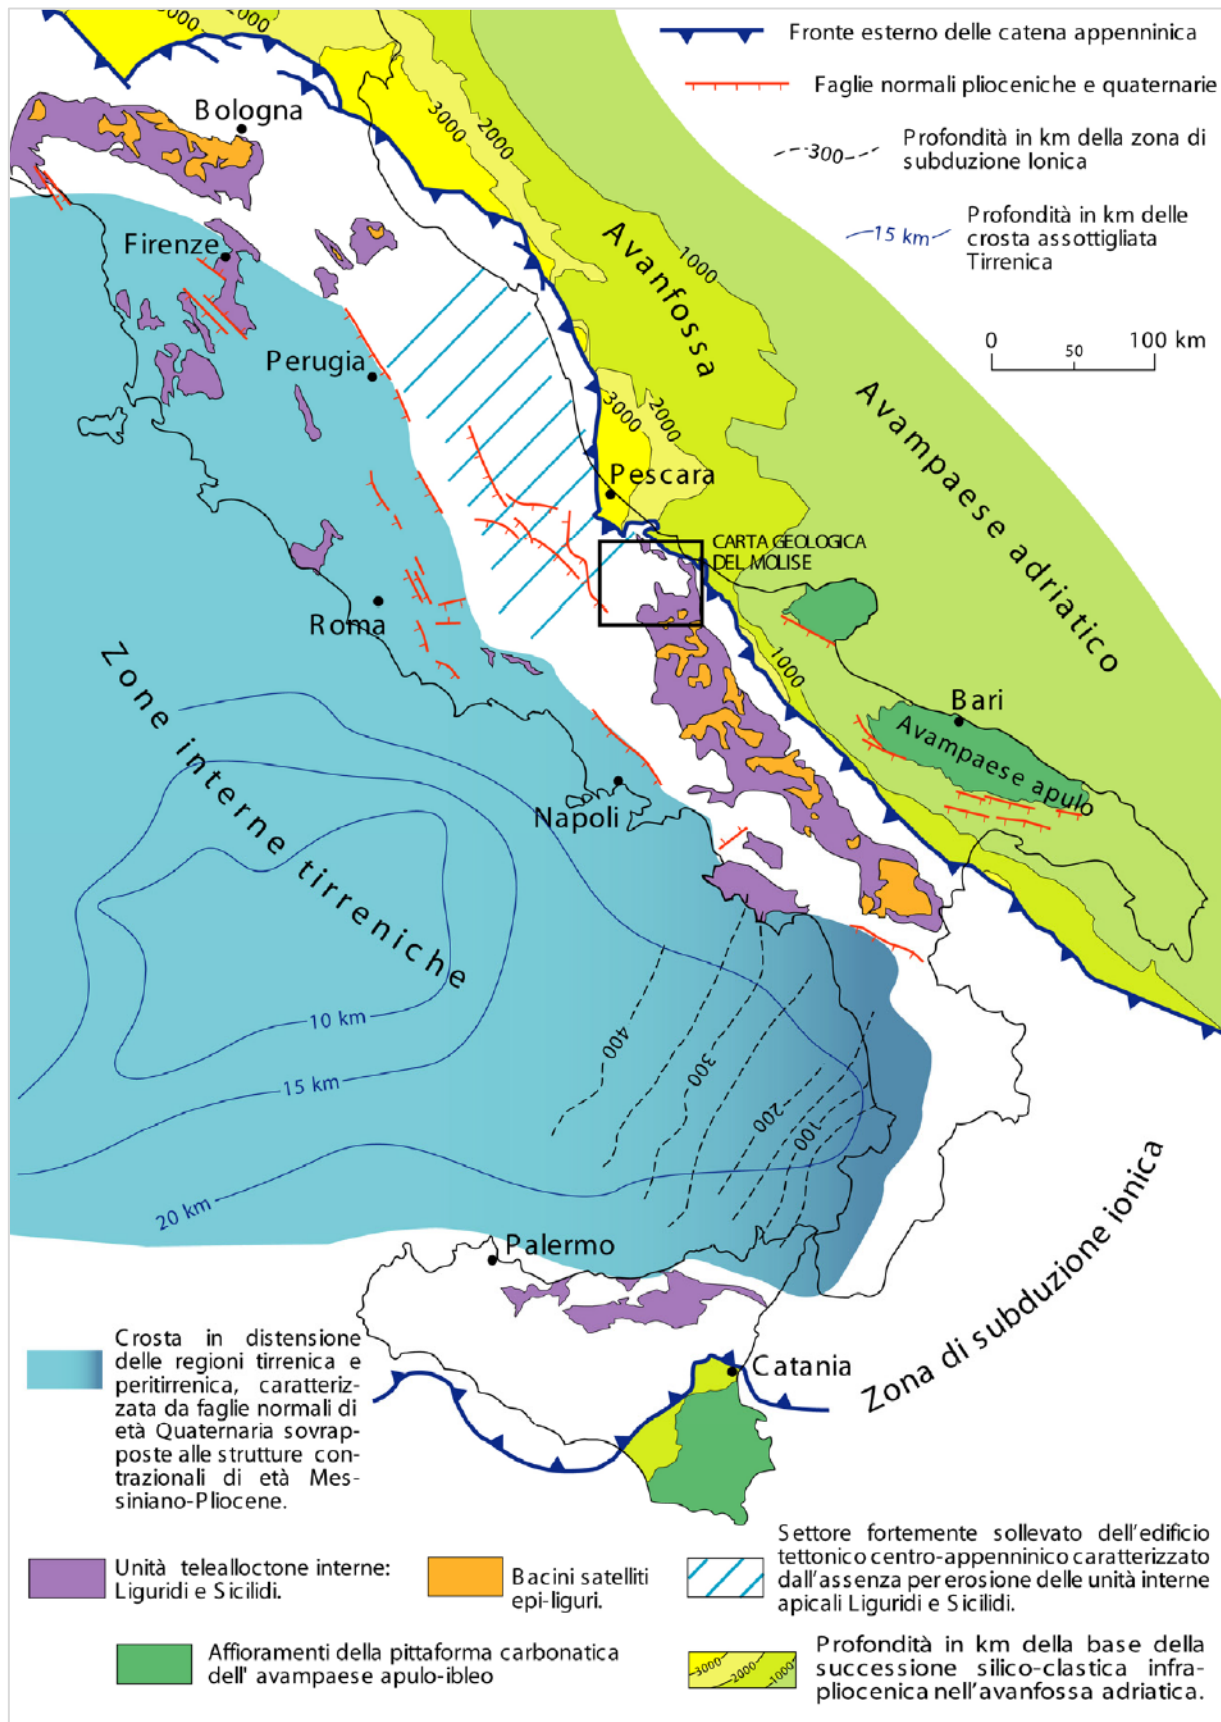 3000
2000
Fronte esterno delle catena appenninica
Faglie normali plioceniche e quaternarie
300
Profondità in km della zona di
subduzione Ionica
15 km
Profondità in km delle
crosta assottigliata
Tirrenica
0 50 100 km
Bologna
3000
2000
Firenze
Avanfossa
1000
Perugia
Avampaese adriatico
3000
2000
Pescara
CARTA GEOLOGICA
DEL MOLISE
Roma
1000
Zone interne tirreniche
Bari
Avampaese apulo
Napoli
400
300
200
100
10 km
15 km
20 km
Palermo
Zona di subduzione ionica
Catania
Crosta in distensione
delle regioni tirrenica e
peritirrenica, caratteriz-
zata da faglie normali di
età Quaternaria sovrap-
poste alle strutture con-
trazionali di età Mes-
siniano-Pliocene.
Unità telealloctone interne:
Liguridi e Sicilidi.
Bacini satelliti
epi-liguri.
Settore fortemente sollevato dell'edificio
tettonico centro-appenninico caratterizzato
dall'assenza per erosione delle unità interne
apicali Liguridi e Sicilidi.
Affioramenti della pittaforma carbonatica
dell' avampaese apulo-ibleo
3000
2000
1000
Profondità in km della base della
successione silico-clastica infra-
pliocenica nell'avanfossa adriatica.